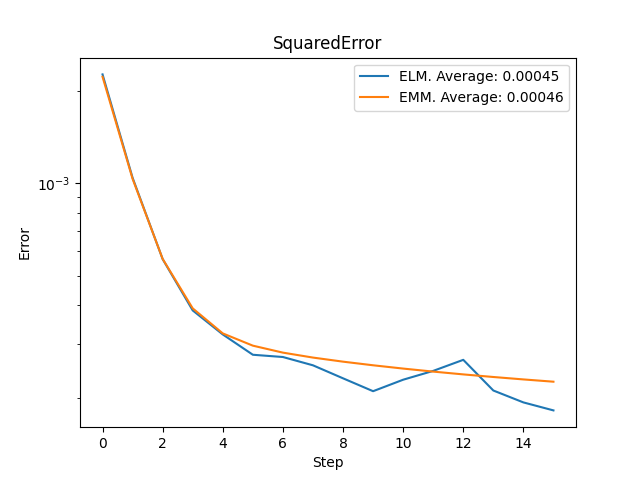 SquaredError
ELM. Average: 0.00045
EMM. Average: 0.00046
10⁻³
Error
0 2 4 6 8 10 12 14
Step